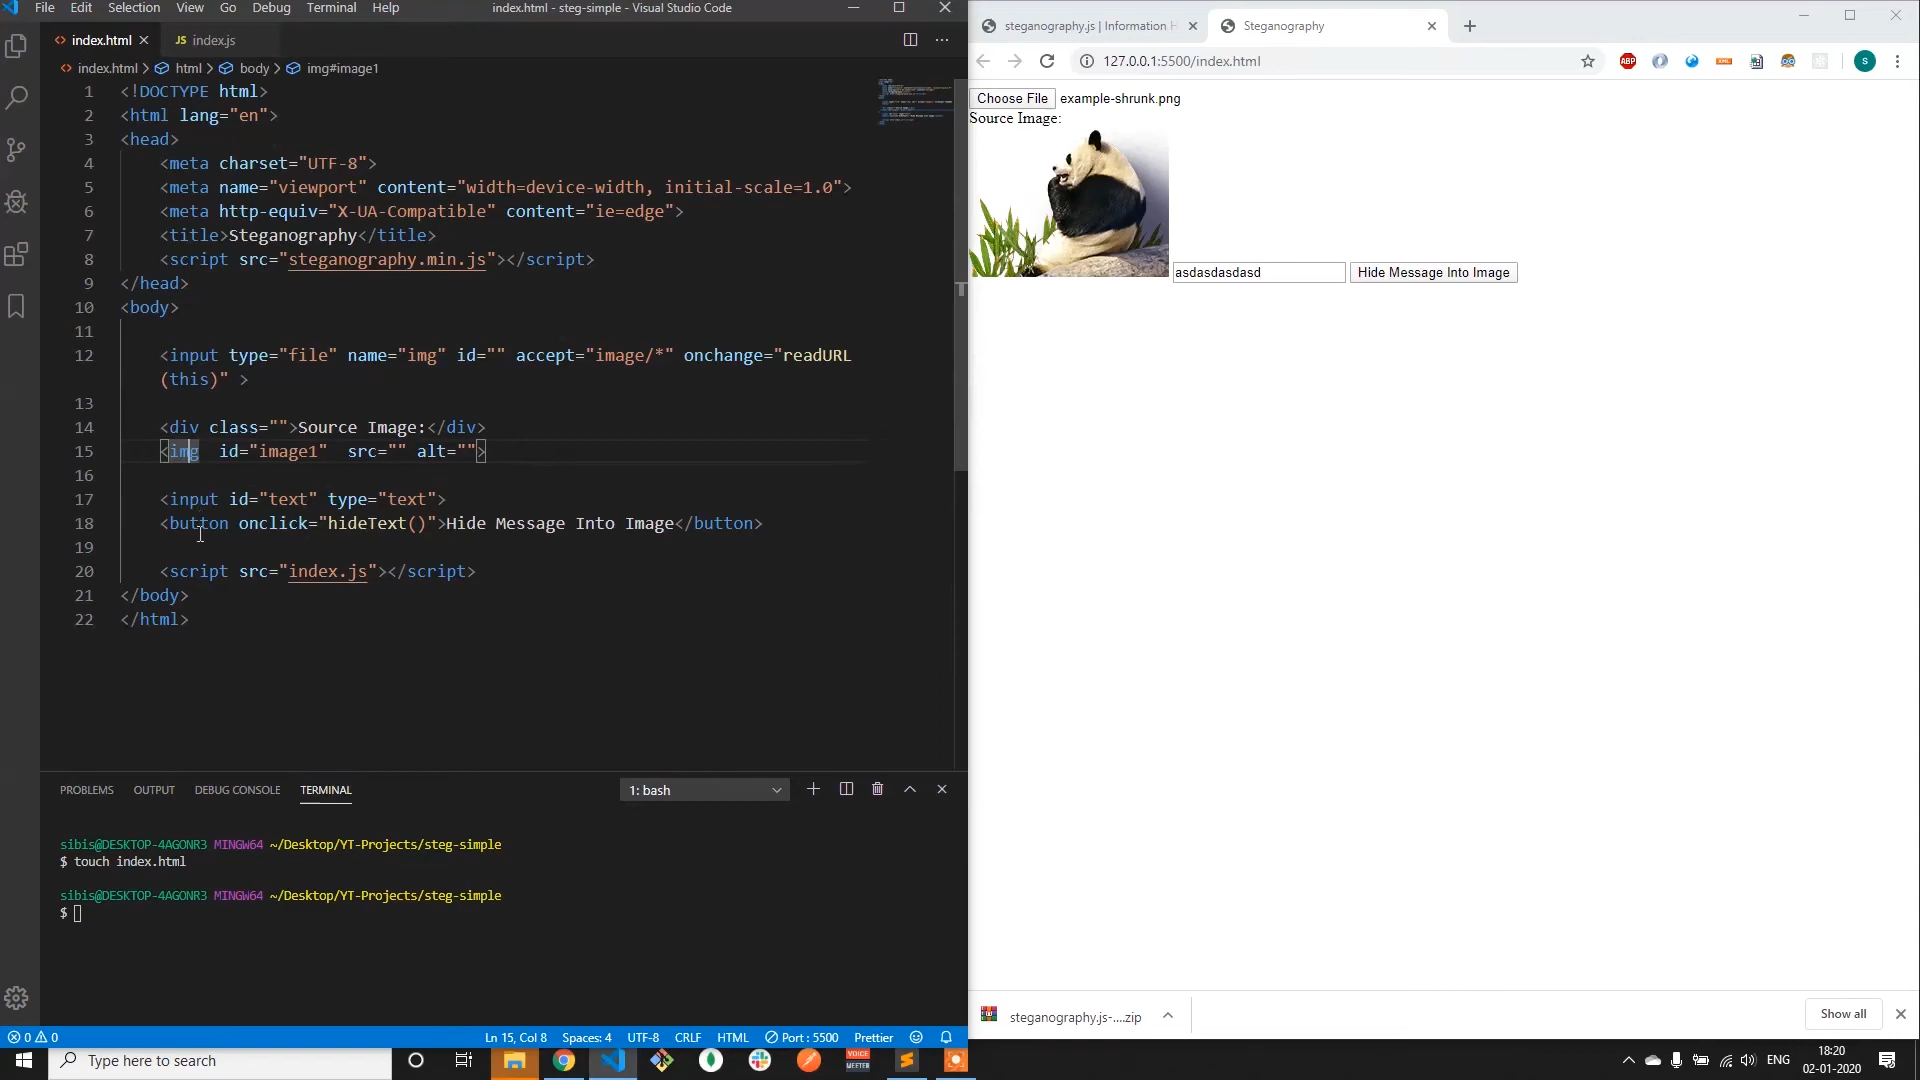 File Edit Selection View Go Debug Terminal Help
index.html - steg-simple - Visual Studio Code
index.html
JS index.js
index.html > html > body > img#image1
1 <!DOCTYPE html>
2 <html lang="en">
3 <head>
4 <meta charset="UTF-8">
5 <meta name="viewport" content="width=device-width, initial-scale=1.0">
6 <meta http-equiv="X-UA-Compatible" content="ie=edge">
7 <title>Steganography</title>
8 <script src="steganography.min.js"></script>
9 </head>
10 <body>
11
12 <input type="file" name="img" id="" accept="image/*" onchange="readURL
(this)" >
13
14 <div class="">Source Image:</div>
15 <img id="image1" src="" alt="">
16
17 <input id="text" type="text">
18 <button onclick="hideText()">Hide Message Into Image</button>
19
20 <script src="index.js"></script>
21 </body>
22 </html>
PROBLEMS OUTPUT DEBUG CONSOLE TERMINAL
1: bash
sibis@DESKTOP-4AGONR3 MINGW64 ~/Desktop/YT-Projects/steg-simple
$ touch index.html
sibis@DESKTOP-4AGONR3 MINGW64 ~/Desktop/YT-Projects/steg-simple
$
0 0
Ln 15, Col 8 Spaces: 4 UTF-8 CRLF HTML Port : 5500 Prettier
steganography.js | Information H
Steganography
127.0.0.1:5500/index.html
ABP
XML
S
Choose File example-shrunk.png
Source Image:
asdasdasdasd
Hide Message Into Image
steganography.js-....zip
Show all
Type here to search
VOICE
MEETER
ENG
18:20
02-01-2020